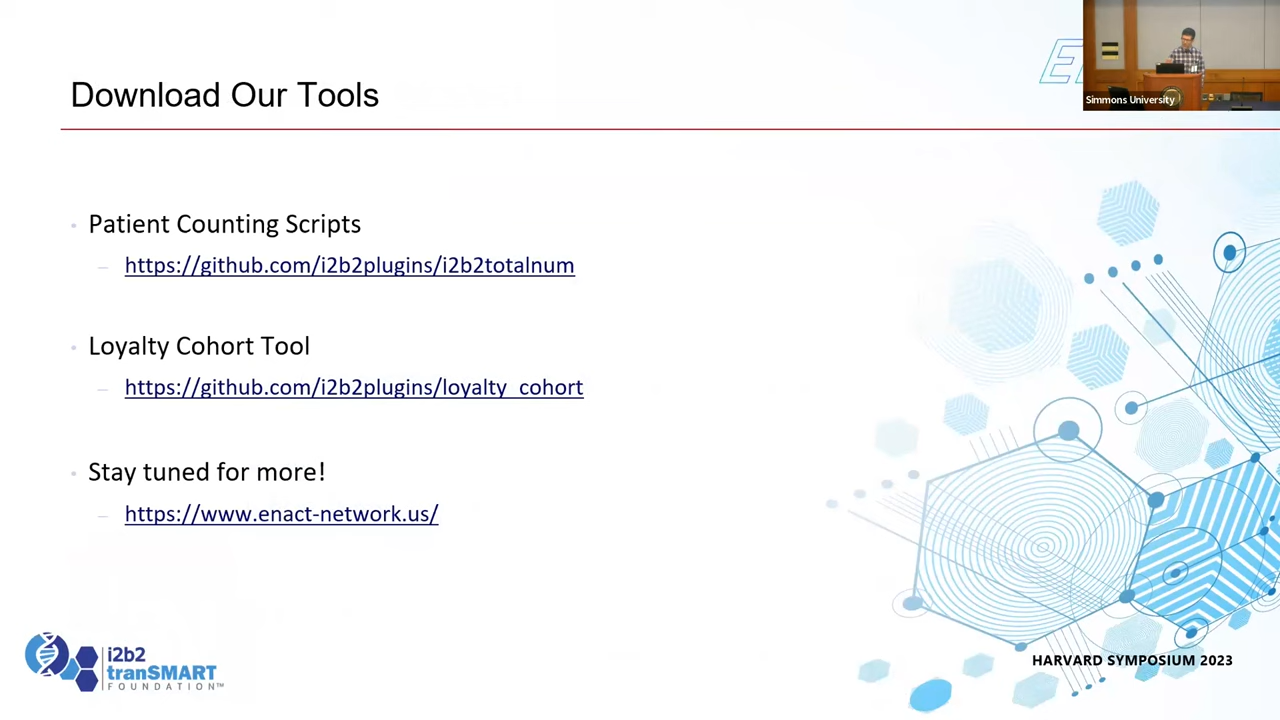 Download Our Tools
Simmons University
Patient Counting Scripts
https://github.com/i2b2plugins/i2b2totalnum
Loyalty Cohort Tool
https://github.com/i2b2plugins/loyalty_cohort
Stay tuned for more!
https://www.enact-network.us/
i2b2
tranSMART
FOUNDATION™
HARVARD SYMPOSIUM 2023